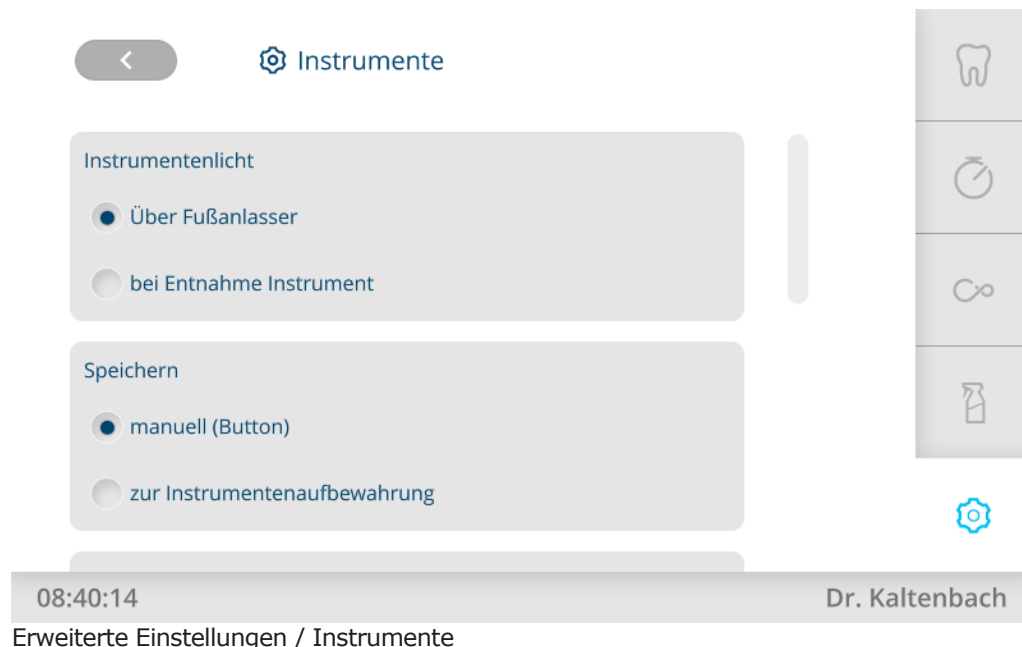 Instrumente
Instrumentenlicht
Über Fußanlasser
bei Entnahme Instrument
Speichern
manuell (Button)
zur Instrumentenaufbewahrung
08:40:14
Dr. Kaltenbach
Erweiterte Einstellungen / Instrumente